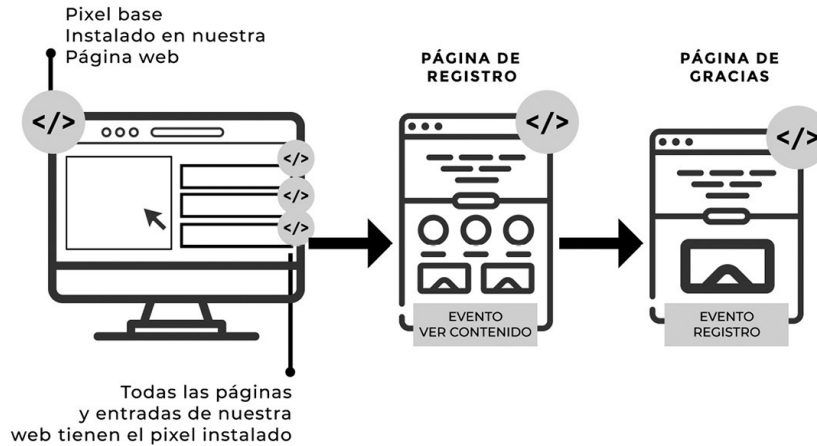 Pixel base
Instalado en nuestra
Página web
</>
</>
</>
</>
PÁGINA DE
REGISTRO
</>
EVENTO
VER CONTENIDO
PÁGINA DE
GRACIAS
</>
EVENTO
REGISTRO
Todas las páginas
y entradas de nuestra
web tienen el pixel instalado